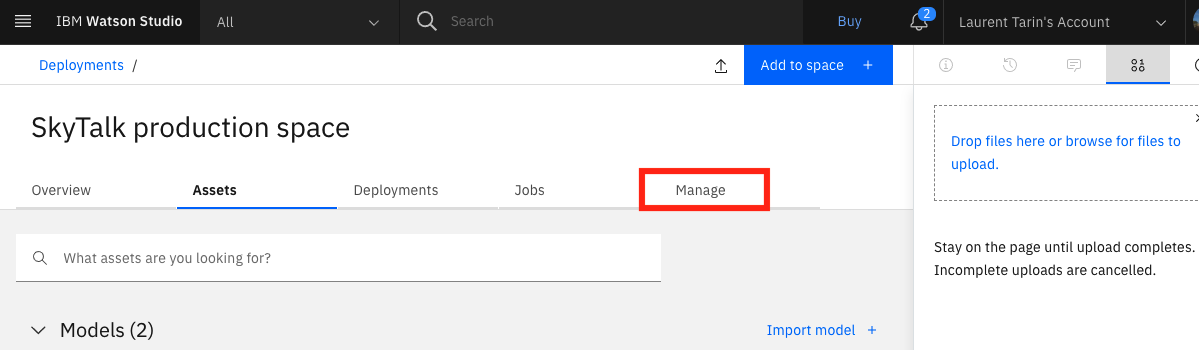 IBM Watson Studio
All
Search
Buy
2
Laurent Tarin's Account
Deployments /
Add to space +
SkyTalk production space
Overview
Assets
Deployments
Jobs
Manage
What assets are you looking for?
Models (2)
Import model +
Drop files here or browse for files to
upload.
Stay on the page until upload completes.
Incomplete uploads are cancelled.